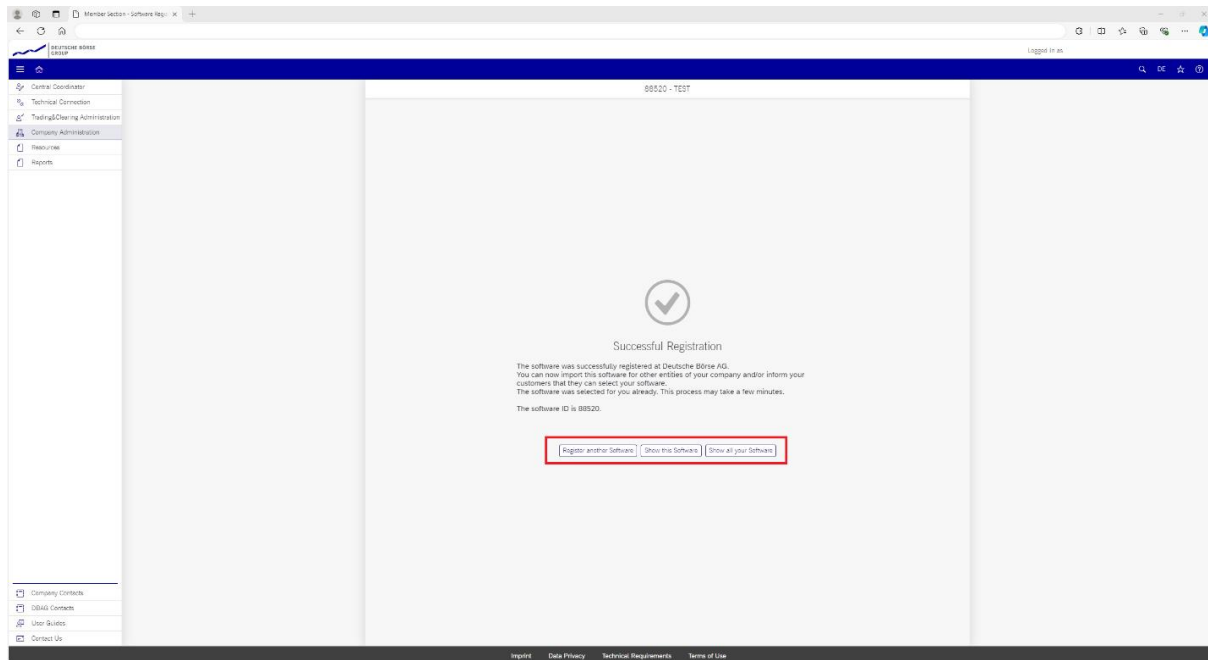 Member Section - Software Regi
DEUTSCHE BÖRSE
GROUP
Logged in as
DE
Central Coordinator
Technical Connection
Trading&Clearing Administration
Company Administration
Resources
Reports
88520 - TEST
Successful Registration
The software was successfully registered at Deutsche Börse AG.
You can now import this software for other entities of your company and/or inform your
customers that they can select your software.
The software was selected for you already. This process may take a few minutes.
The software ID is 88520.
Register another Software Show this Software Show all your Software
Company Contacts
DBAG Contacts
User Guides
Contact Us
Imprint Data Privacy Technical Requirements Terms of Use